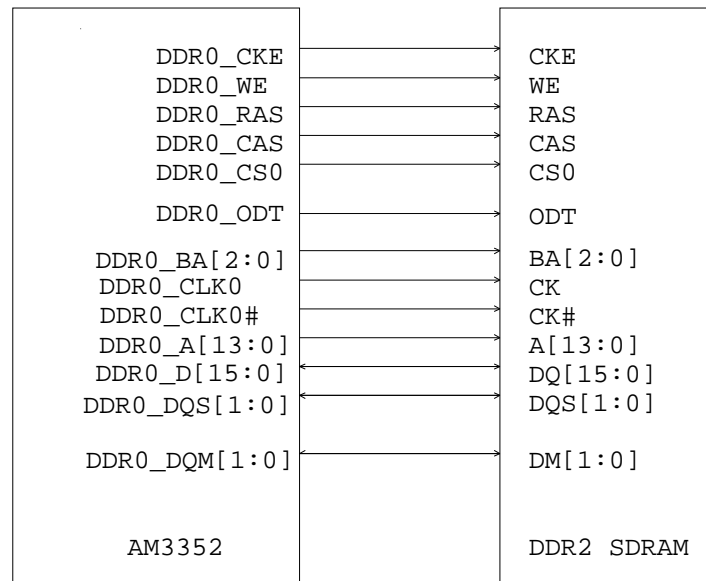 DDR0_CKE CKE
DDR0_WE WE
DDR0_RAS RAS
DDR0_CAS CAS
DDR0_CS0 CS0
DDR0_ODT ODT
DDR0_BA[2:0] BA[2:0]
DDR0_CLK0 CK
DDR0_CLK0# CK#
DDR0_A[13:0] A[13:0]
DDR0_D[15:0] DQ[15:0]
DDR0_DQS[1:0] DQS[1:0]
DDR0_DQM[1:0] DM[1:0]
AM3352 DDR2 SDRAM